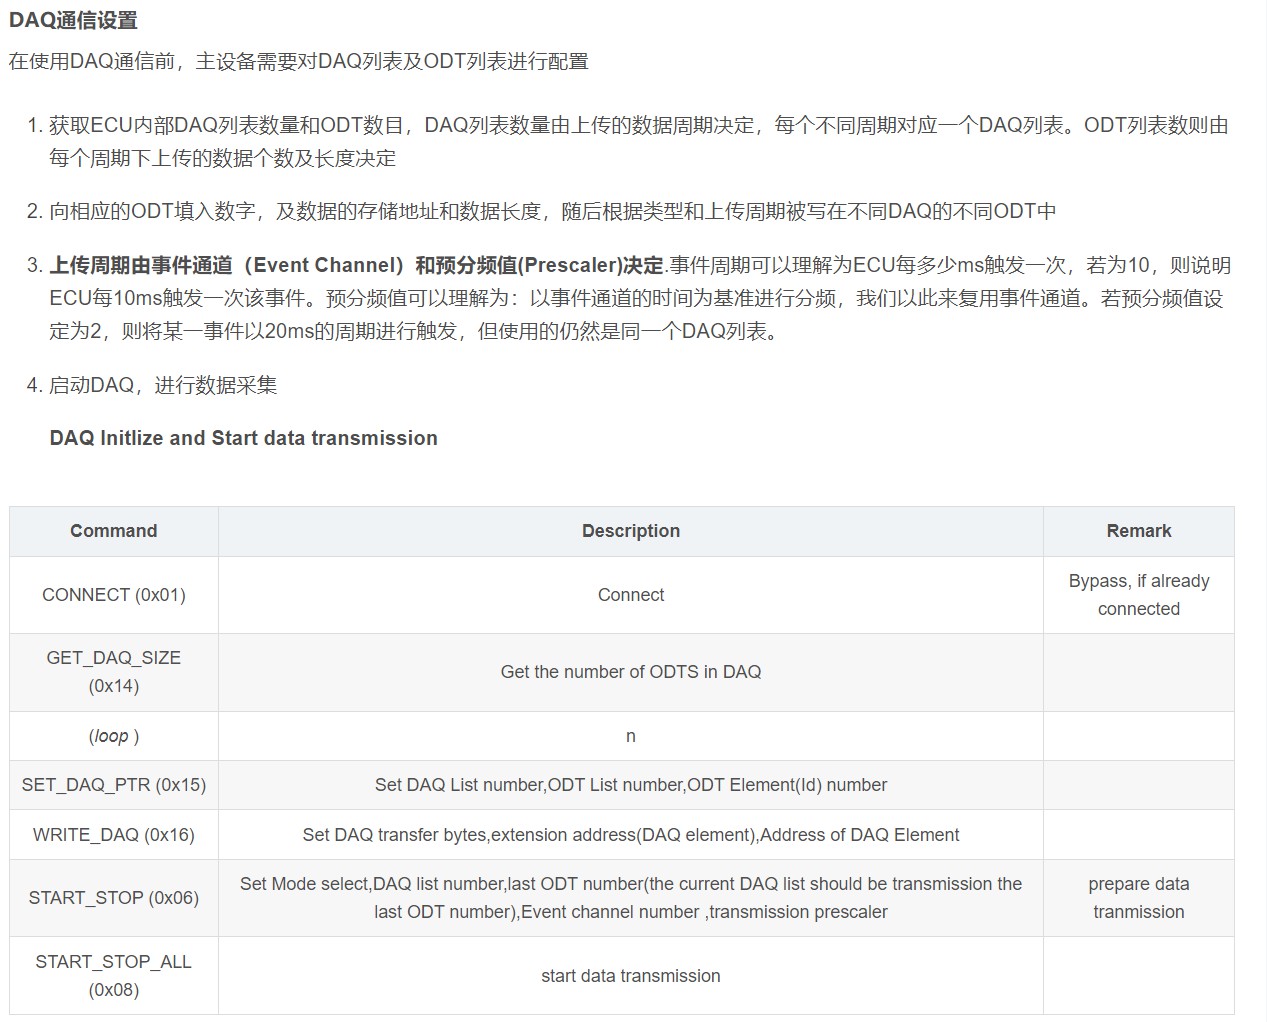 DAQ通信设置
在使用DAQ通信前，主设备需要对DAQ列表及ODT列表进行配置
1. 获取ECU内部DAQ列表数量和ODT数目，DAQ列表数量由上传的数据周期决定，每个不同周期对应一个DAQ列表。ODT列表数则由
每个周期下上传的数据个数及长度决定
2. 向相应的ODT填入数字，及数据的存储地址和数据长度，随后根据类型和上传周期被写在不同DAQ的不同ODT中
3. 上传周期由事件通道（Event Channel）和预分频值(Prescaler)决定.事件周期可以理解为ECU每多少ms触发一次，若为10，则说明
ECU每10ms触发一次该事件。预分频值可以理解为：以事件通道的时间为基准进行分频，我们以此来复用事件通道。若预分频值设
定为2，则将某一事件以20ms的周期进行触发，但使用的仍然是同一个DAQ列表。
4. 启动DAQ，进行数据采集
DAQ Initlize and Start data transmission
Command Description Remark
CONNECT (0x01) Connect Bypass, if already
connected
GET_DAQ_SIZE
(0x14) Get the number of ODTS in DAQ
(loop ) n
SET_DAQ_PTR (0x15) Set DAQ List number,ODT List number,ODT Element(Id) number
WRITE_DAQ (0x16) Set DAQ transfer bytes,extension address(DAQ element),Address of DAQ Element
START_STOP (0x06) Set Mode select,DAQ list number,last ODT number(the current DAQ list should be transmission the
last ODT number),Event channel number ,transmission prescaler prepare data
tranmission
START_STOP_ALL
(0x08) start data transmission